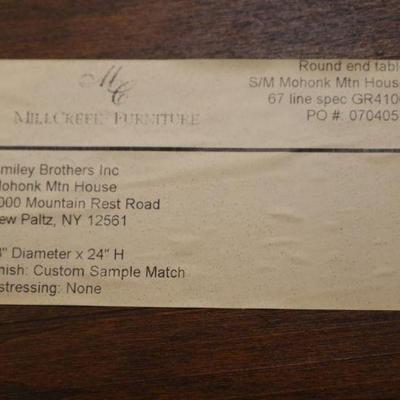 MC
MILLCREEK FURNITURE
Round end tabl
S/M Mohonk Mtn House
67 line spec GR410
PO #: 070405
miley Brothers Inc
Mohonk Mtn House
000 Mountain Rest Road
ew Paltz, NY 12561
" Diameter x 24" H
nish: Custom Sample Match
stressing: None